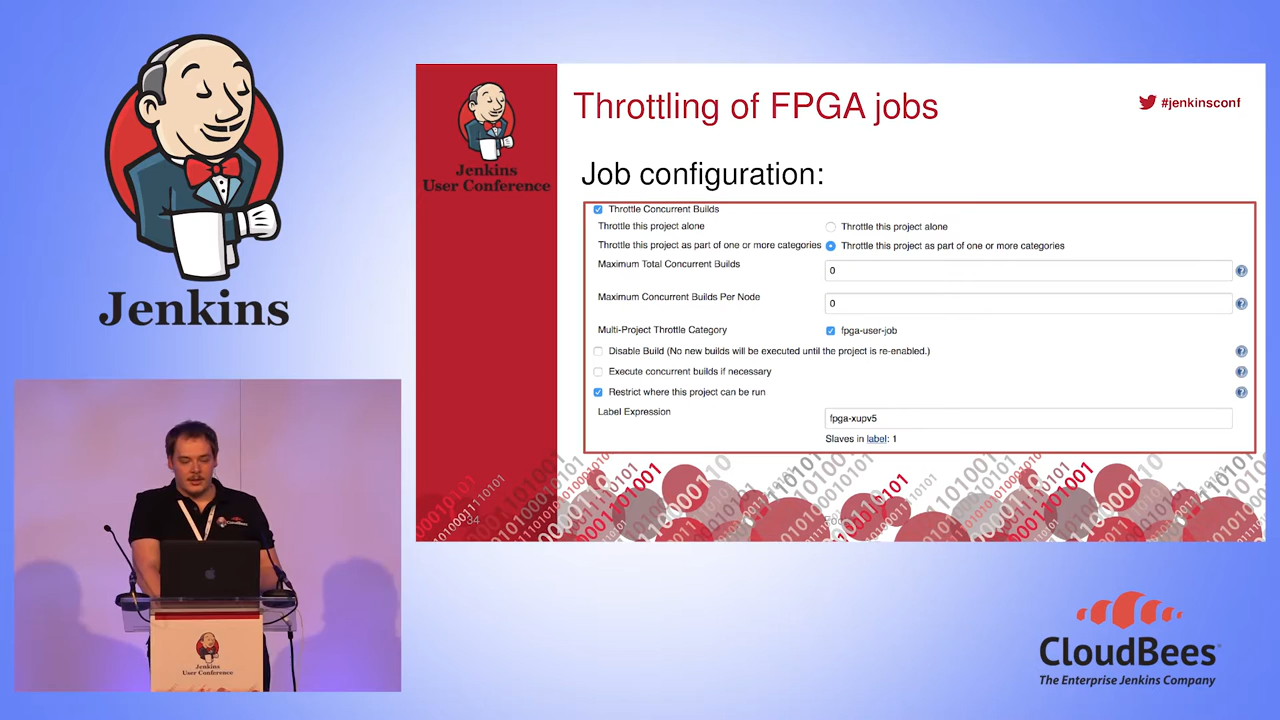 Jenkins
Jenkins
User Conference
Throttling of FPGA jobs
#jenkinsconf
Job configuration:
Throttle Concurrent Builds
Throttle this project alone
Throttle this project alone
Throttle this project as part of one or more categories
Throttle this project as part of one or more categories
Maximum Total Concurrent Builds
0
Maximum Concurrent Builds Per Node
0
Multi-Project Throttle Category
fpga-user-job
Disable Build (No new builds will be executed until the project is re-enabled.)
Execute concurrent builds if necessary
Restrict where this project can be run
Label Expression
fpga-xupv5
Slaves in label: 1
34
CloudBees
Jenkins
User Conference
CloudBees
The Enterprise Jenkins Company